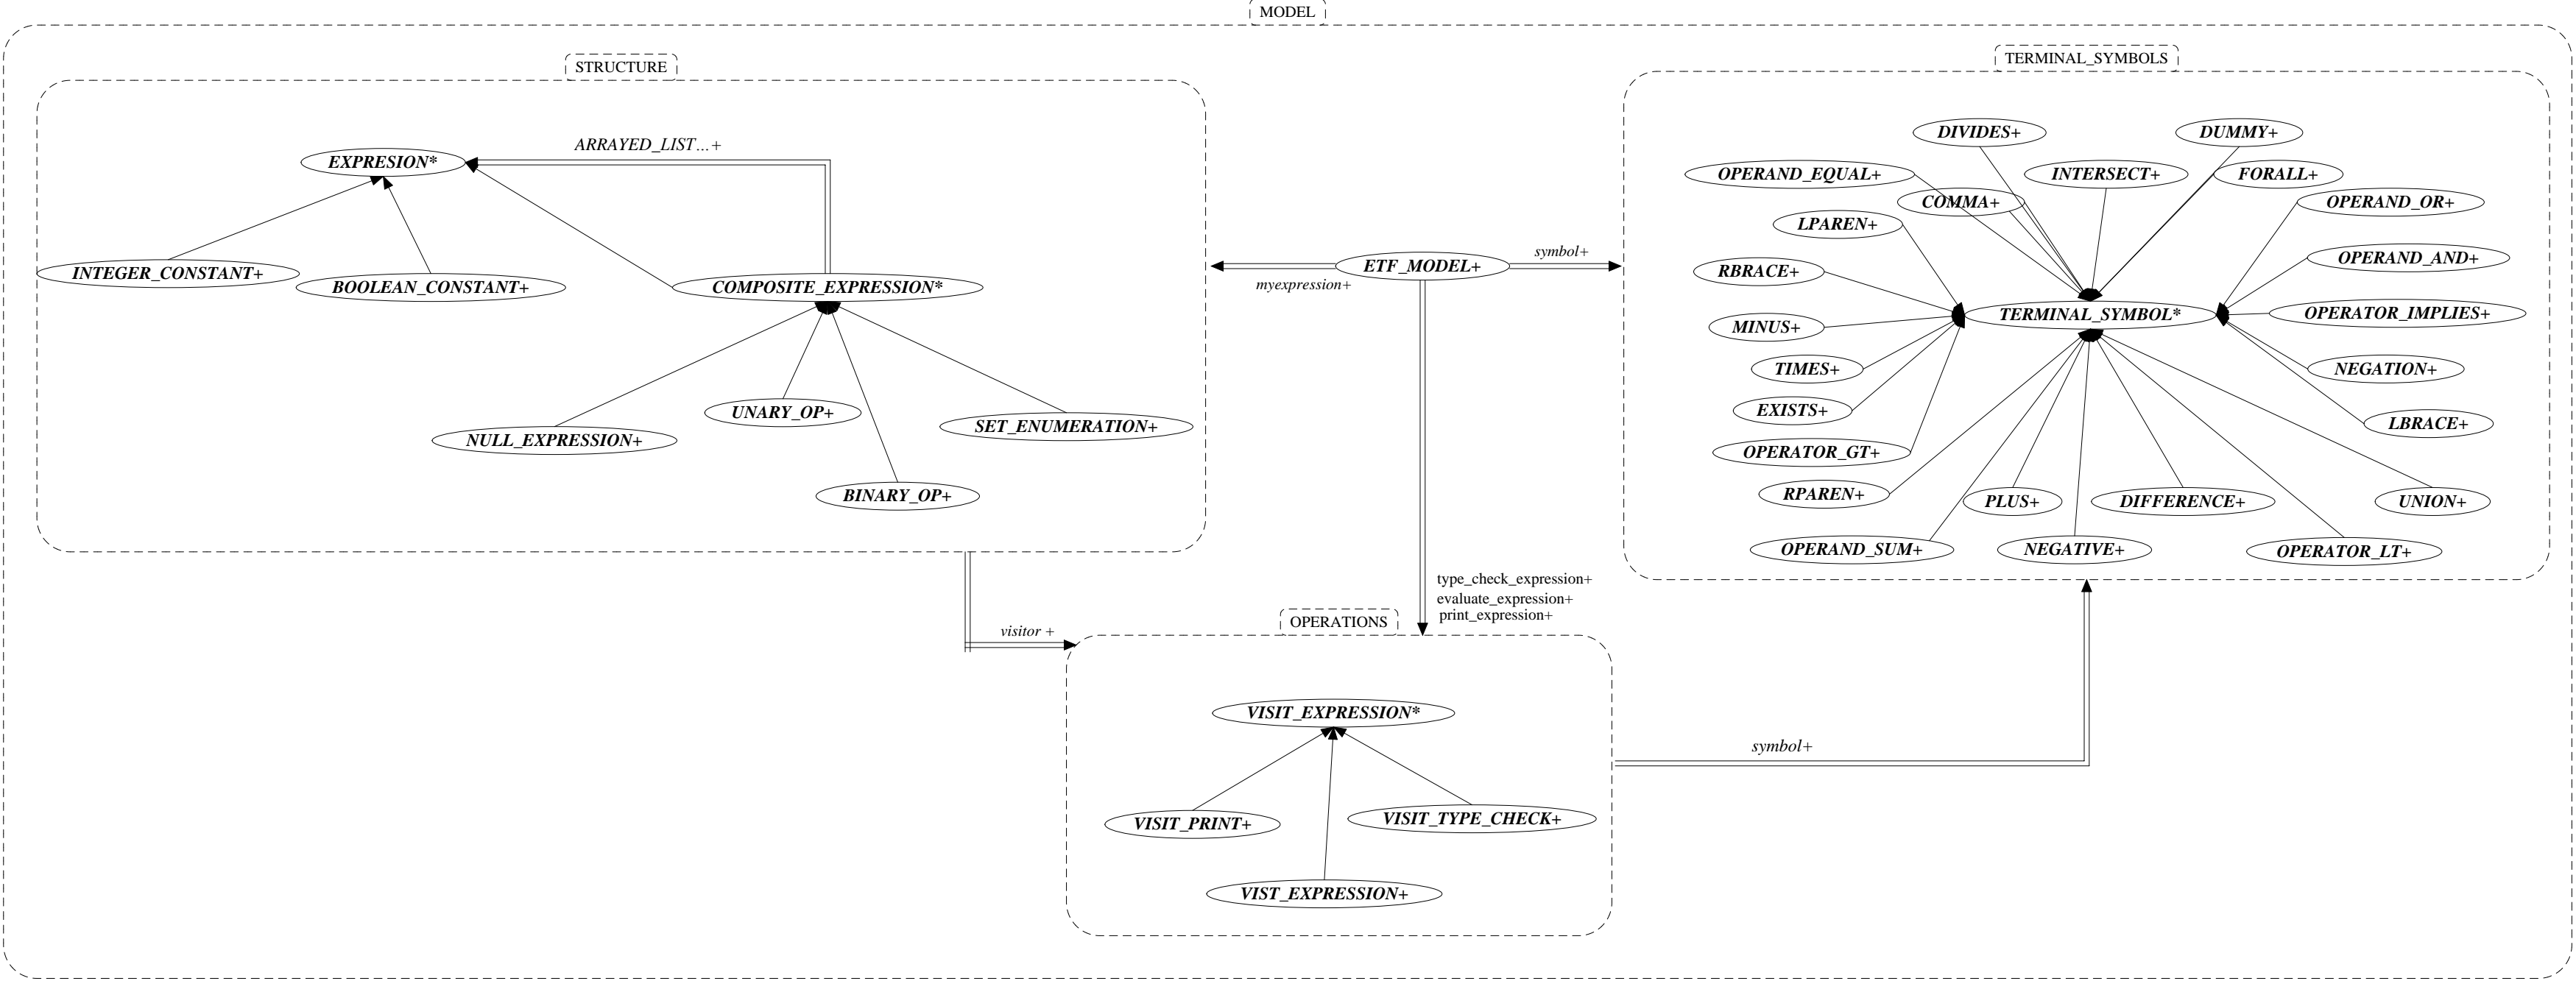 MODEL
STRUCTURE
TERMINAL_SYMBOLS
EXPRESION*
ARRAYED_LIST...+
INTEGER_CONSTANT+
BOOLEAN_CONSTANT+
COMPOSITE_EXPRESSION*
NULL_EXPRESSION+
UNARY_OP+
SET_ENUMERATION+
BINARY_OP+
ETF_MODEL+
myexpression+
symbol+
DIVIDES+
DUMMY+
OPERAND_EQUAL+
INTERSECT+
FORALL+
COMMA+
OPERAND_OR+
LPAREN+
OPERAND_AND+
RBRACE+
TERMINAL_SYMBOL*
OPERATOR_IMPLIES+
MINUS+
TIMES+
NEGATION+
EXISTS+
LBRACE+
OPERATOR_GT+
RPAREN+
PLUS+
DIFFERENCE+
UNION+
OPERAND_SUM+
NEGATIVE+
OPERATOR_LT+
type_check_expression+
evaluate_expression+
print_expression+
visitor +
OPERATIONS
VISIT_EXPRESSION*
VISIT_PRINT+
VISIT_TYPE_CHECK+
VIST_EXPRESSION+
symbol+